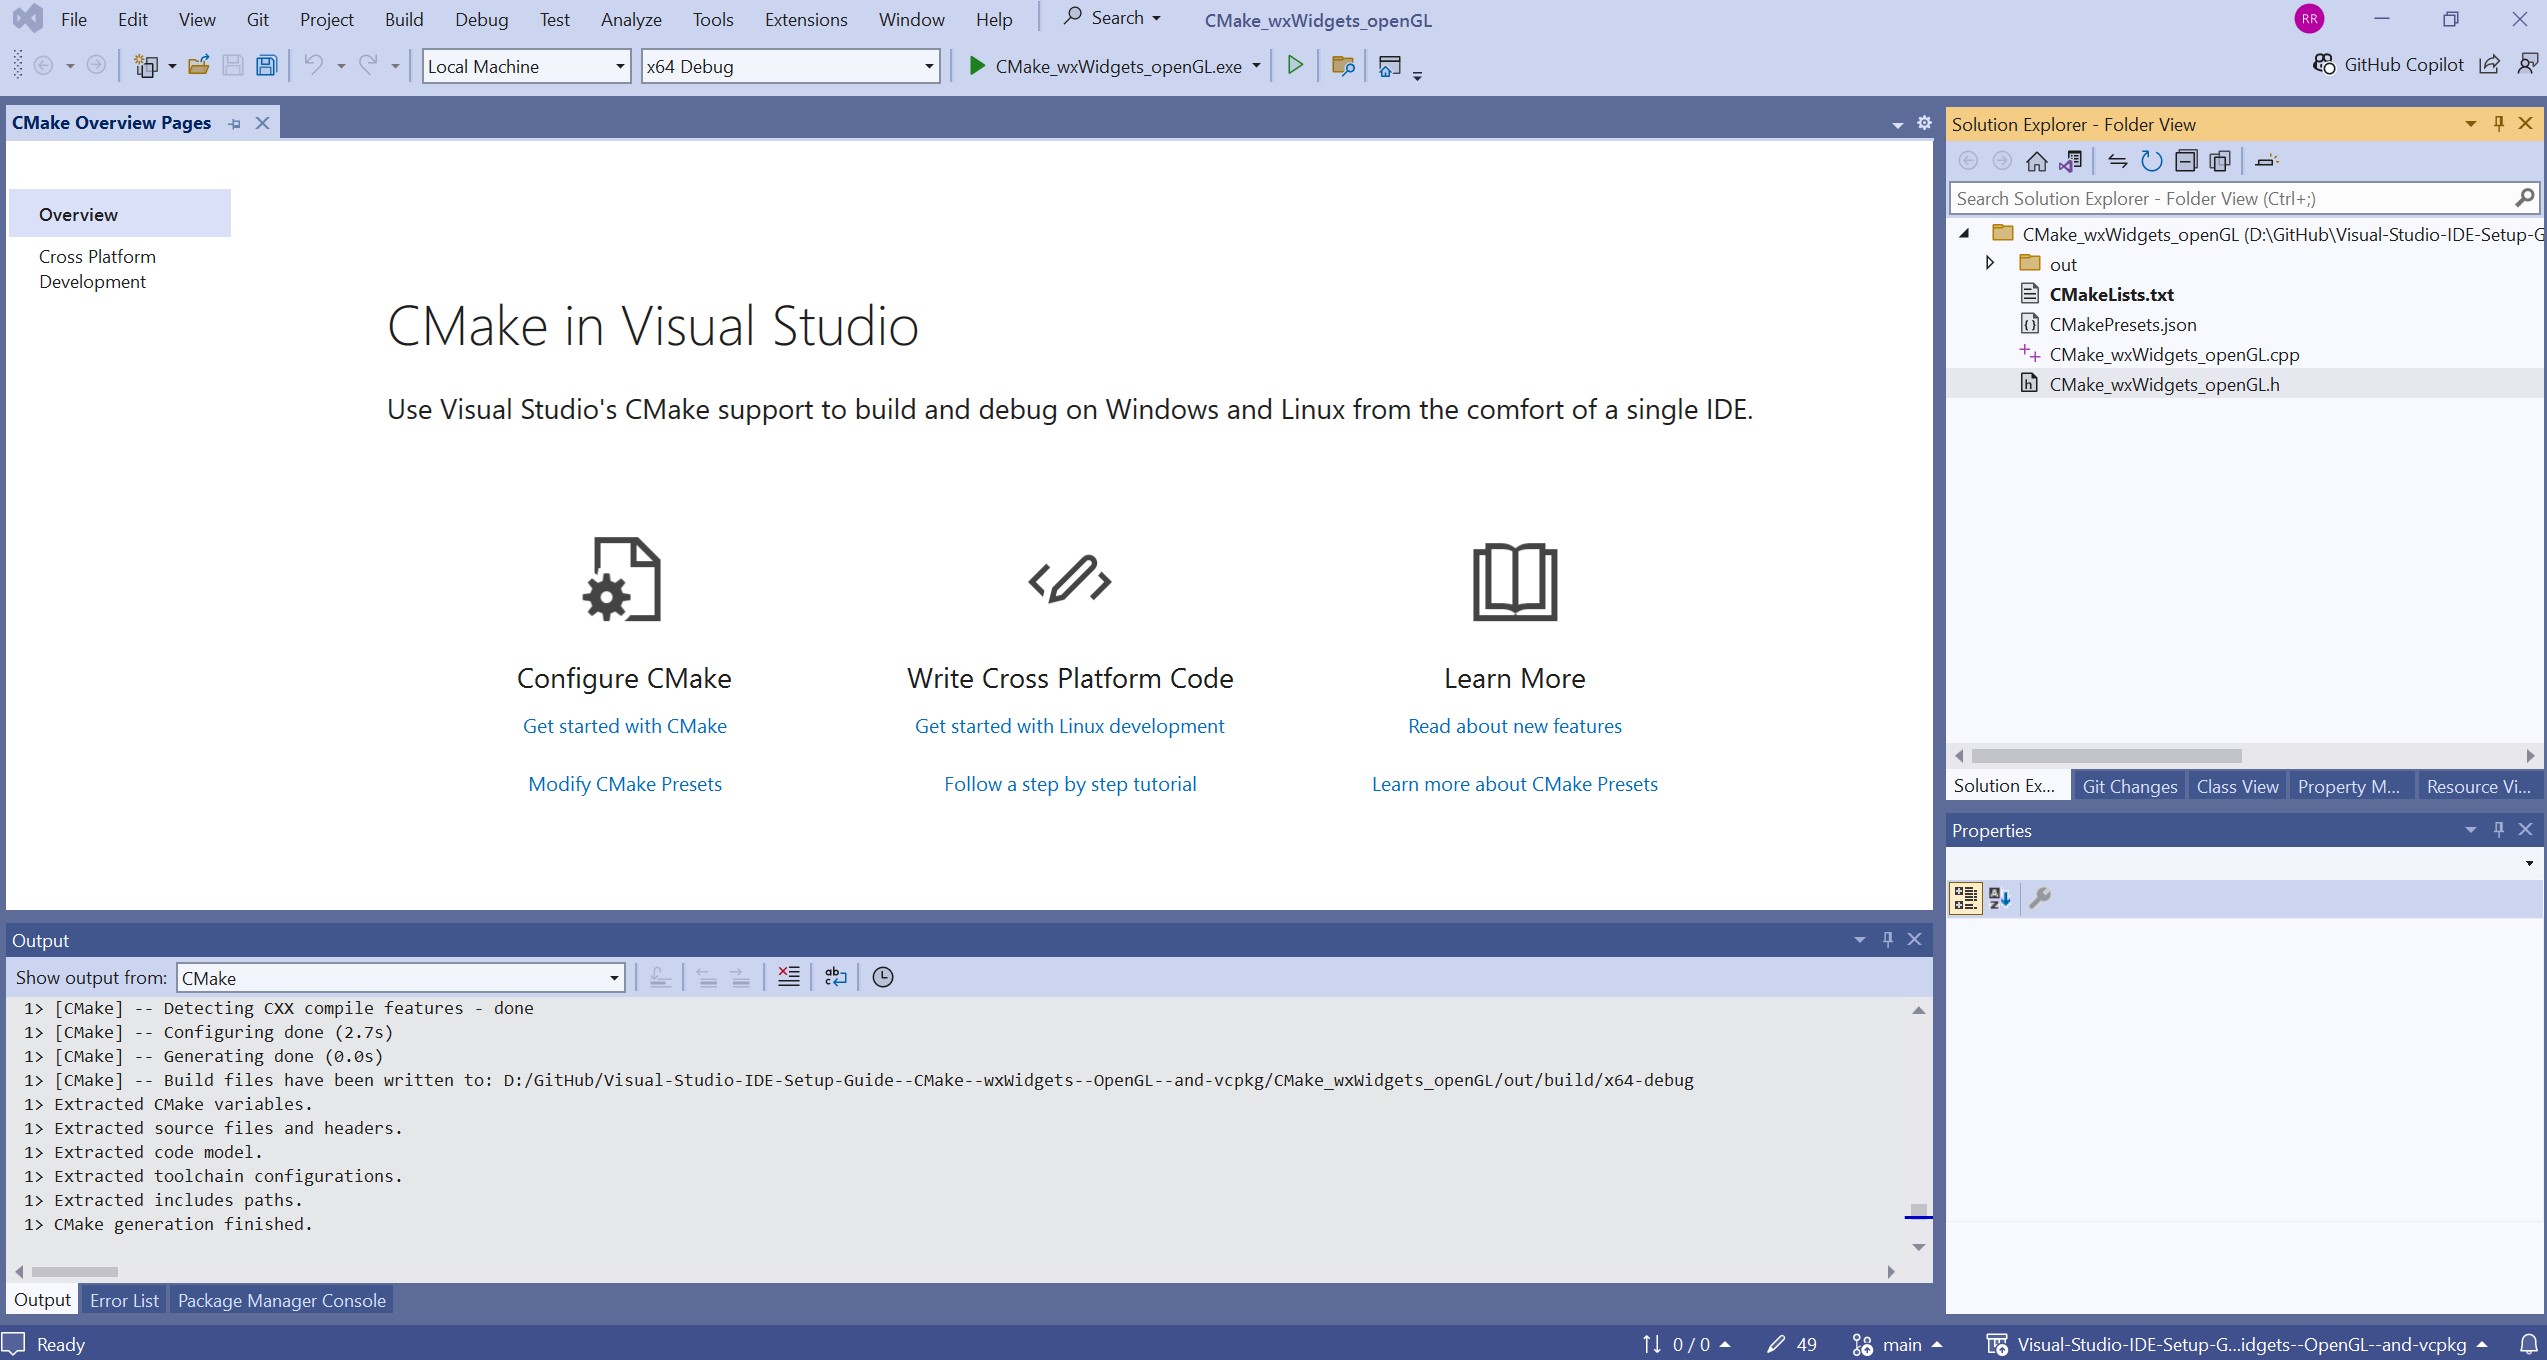 File Edit View Git Project Build Debug Test Analyze Tools Extensions Window Help Search CMake_wxWidgets_openGL RR
Local Machine x64 Debug CMake_wxWidgets_openGL.exe GitHub Copilot
CMake Overview Pages
Overview
Cross Platform
Development
CMake in Visual Studio
Use Visual Studio's CMake support to build and debug on Windows and Linux from the comfort of a single IDE.
Configure CMake
Get started with CMake
Modify CMake Presets
Write Cross Platform Code
Get started with Linux development
Follow a step by step tutorial
Learn More
Read about new features
Learn more about CMake Presets
Solution Explorer - Folder View
Search Solution Explorer - Folder View (Ctrl+;)
CMake_wxWidgets_openGL (D:\GitHub\Visual-Studio-IDE-Setup-G
out
CMakeLists.txt
CMakePresets.json
CMake_wxWidgets_openGL.cpp
CMake_wxWidgets_openGL.h
Solution Ex... Git Changes Class View Property M... Resource Vi...
Properties
Output
Show output from: CMake
1> [CMake] -- Detecting CXX compile features - done
1> [CMake] -- Configuring done (2.7s)
1> [CMake] -- Generating done (0.0s)
1> [CMake] -- Build files have been written to: D:/GitHub/Visual-Studio-IDE-Setup-Guide--CMake--wxWidgets--OpenGL--and-vcpkg/CMake_wxWidgets_openGL/out/build/x64-debug
1> Extracted CMake variables.
1> Extracted source files and headers.
1> Extracted code model.
1> Extracted toolchain configurations.
1> Extracted includes paths.
1> CMake generation finished.
Output Error List Package Manager Console
Ready 0 / 0 49 main Visual-Studio-IDE-Setup-G...idgets--OpenGL--and-vcpkg